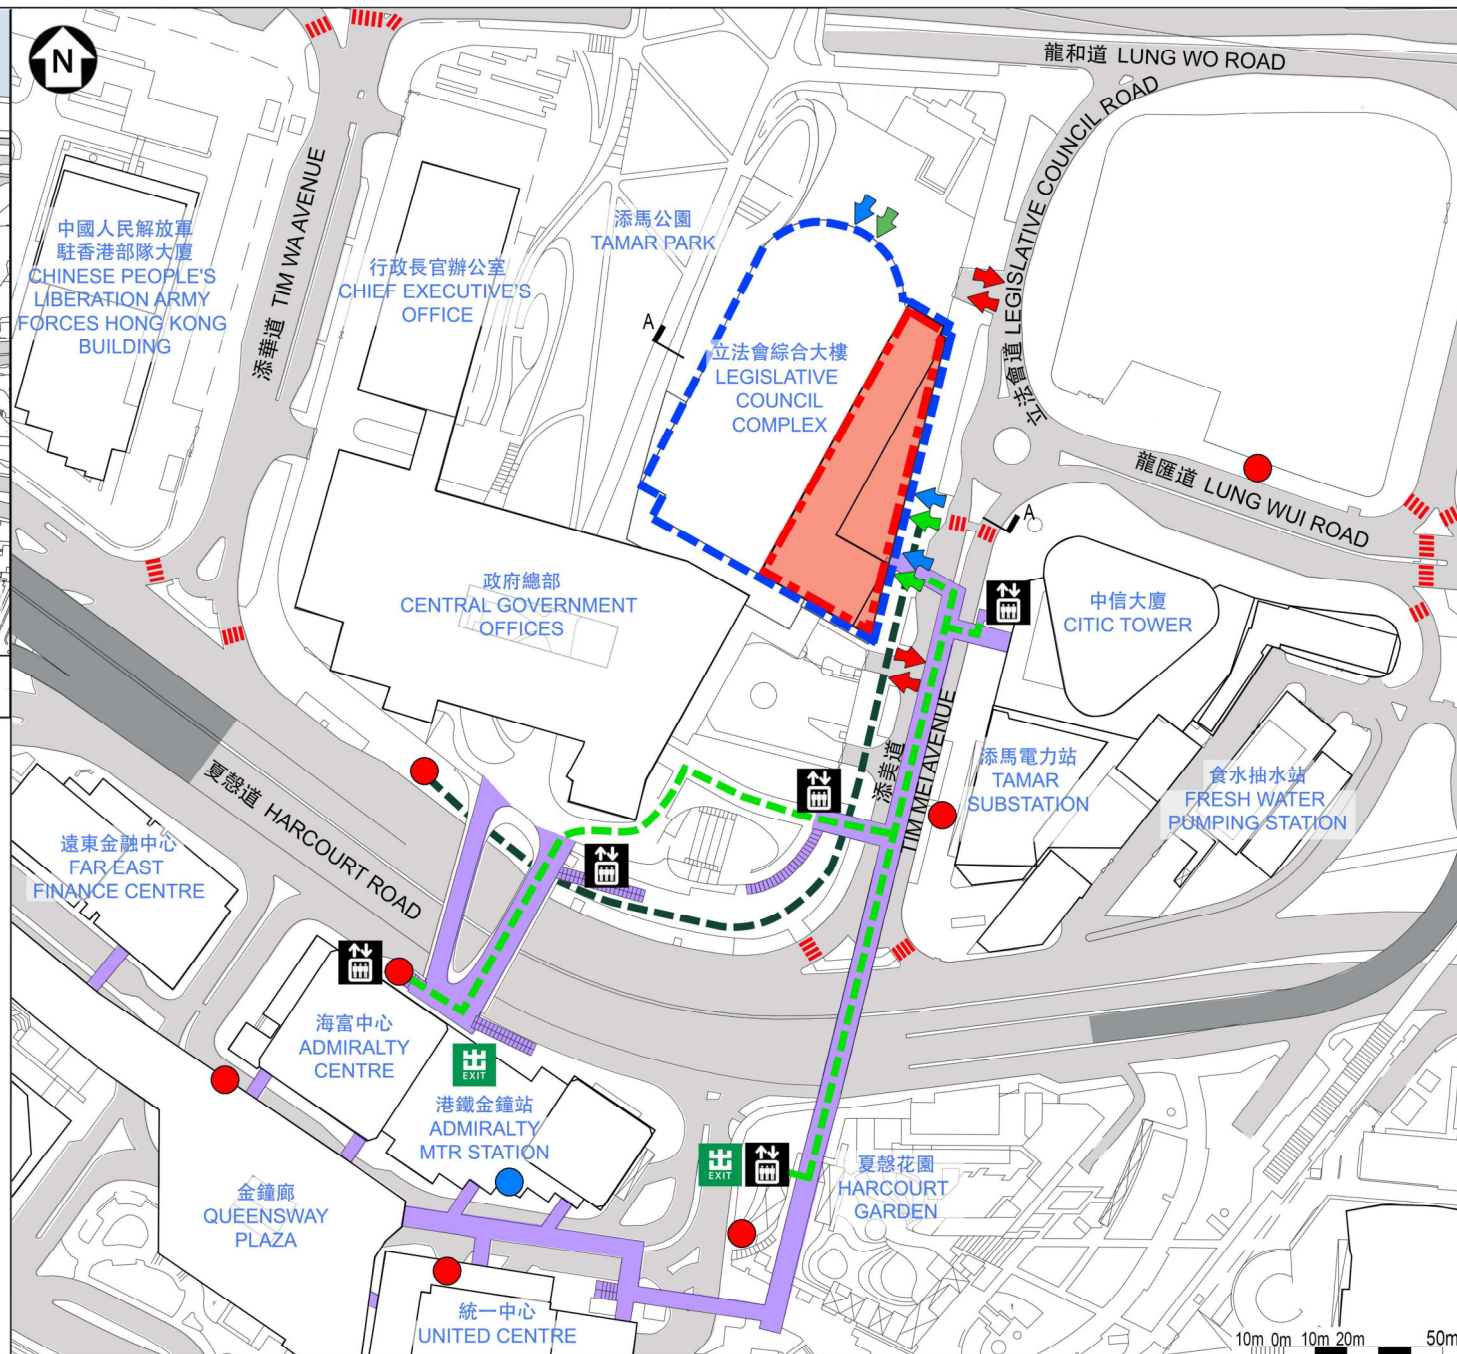 N
龍和道 LUNG WO ROAD
立法會道 LEGISLATIVE COUNCIL ROAD
添華道 TIM WA AVENUE
中國人民解放軍
駐香港部隊大廈
CHINESE PEOPLE'S
LIBERATION ARMY
FORCES HONG KONG
BUILDING
行政長官辦公室
CHIEF EXECUTIVE'S
OFFICE
添馬公園
TAMAR PARK
A
立法會綜合大樓
LEGISLATIVE
COUNCIL
COMPLEX
龍匯道 LUNG WUI ROAD
A
政府總部
CENTRAL GOVERNMENT
OFFICES
中信大廈
CITIC TOWER
添美道
TIM MEI AVENUE
添馬電力站
TAMAR
SUBSTATION
食水抽水站
FRESH WATER
PUMPING STATION
夏慤道 HARCOURT ROAD
遠東金融中心
FAR EAST
FINANCE CENTRE
海富中心
ADMIRALTY
CENTRE
出
EXIT
港鐵金鐘站
ADMIRALTY
MTR STATION
出
EXIT
夏慤花園
HARCOURT
GARDEN
金鐘廊
QUEENSWAY
PLAZA
統一中心
UNITED CENTRE
10m 0m 10m 20m 50m